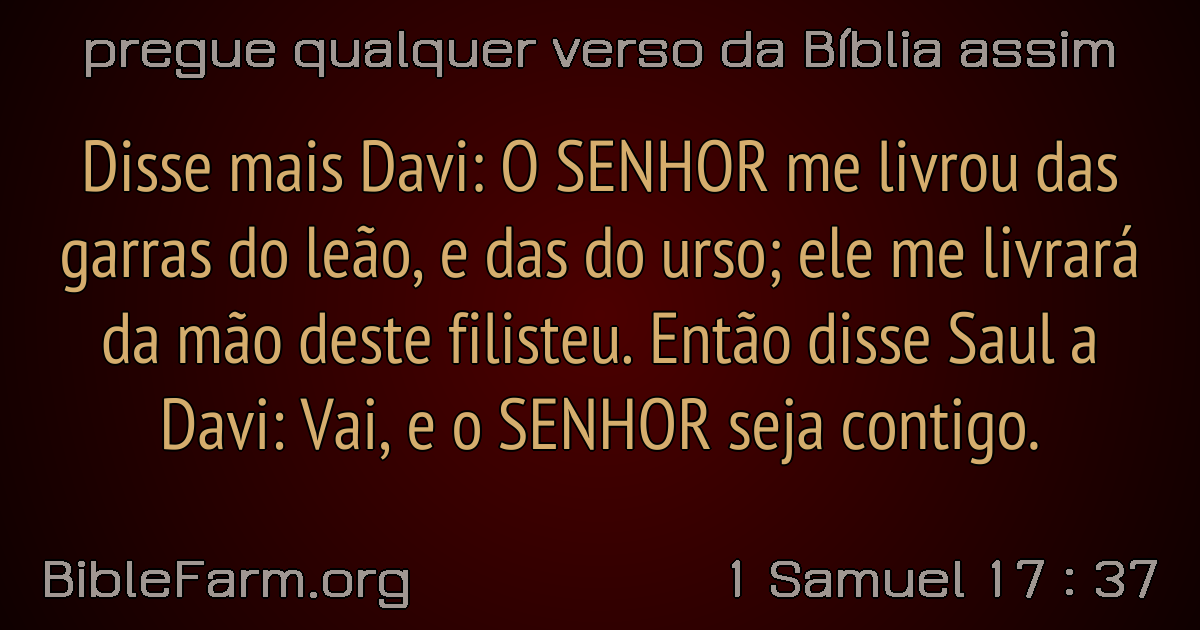 pregue qualquer verso da Bíblia assim
Disse mais Davi: O SENHOR me livrou das
garras do leão, e das do urso; ele me livrará
da mão deste filisteu. Então disse Saul a
Davi: Vai, e o SENHOR seja contigo.
BibleFarm.org
1 Samuel 17 : 37